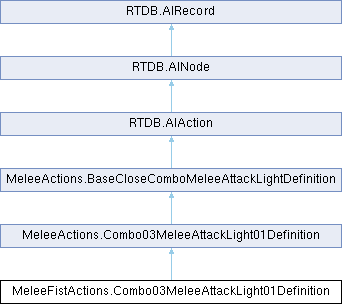 RTDB.AIRecord
RTDB.AINode
RTDB.AIAction
MeleeActions.BaseCloseComboMeleeAttackLightDefinition
MeleeActions.Combo03MeleeAttackLight01Definition
MeleeFistActions.Combo03MeleeAttackLight01Definition